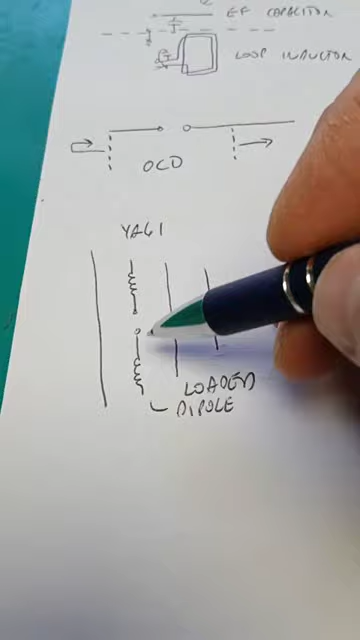 EF CAPACITOR
LOOP INDUCTOR
OCD
YAGI
LOADED
DIPOLE